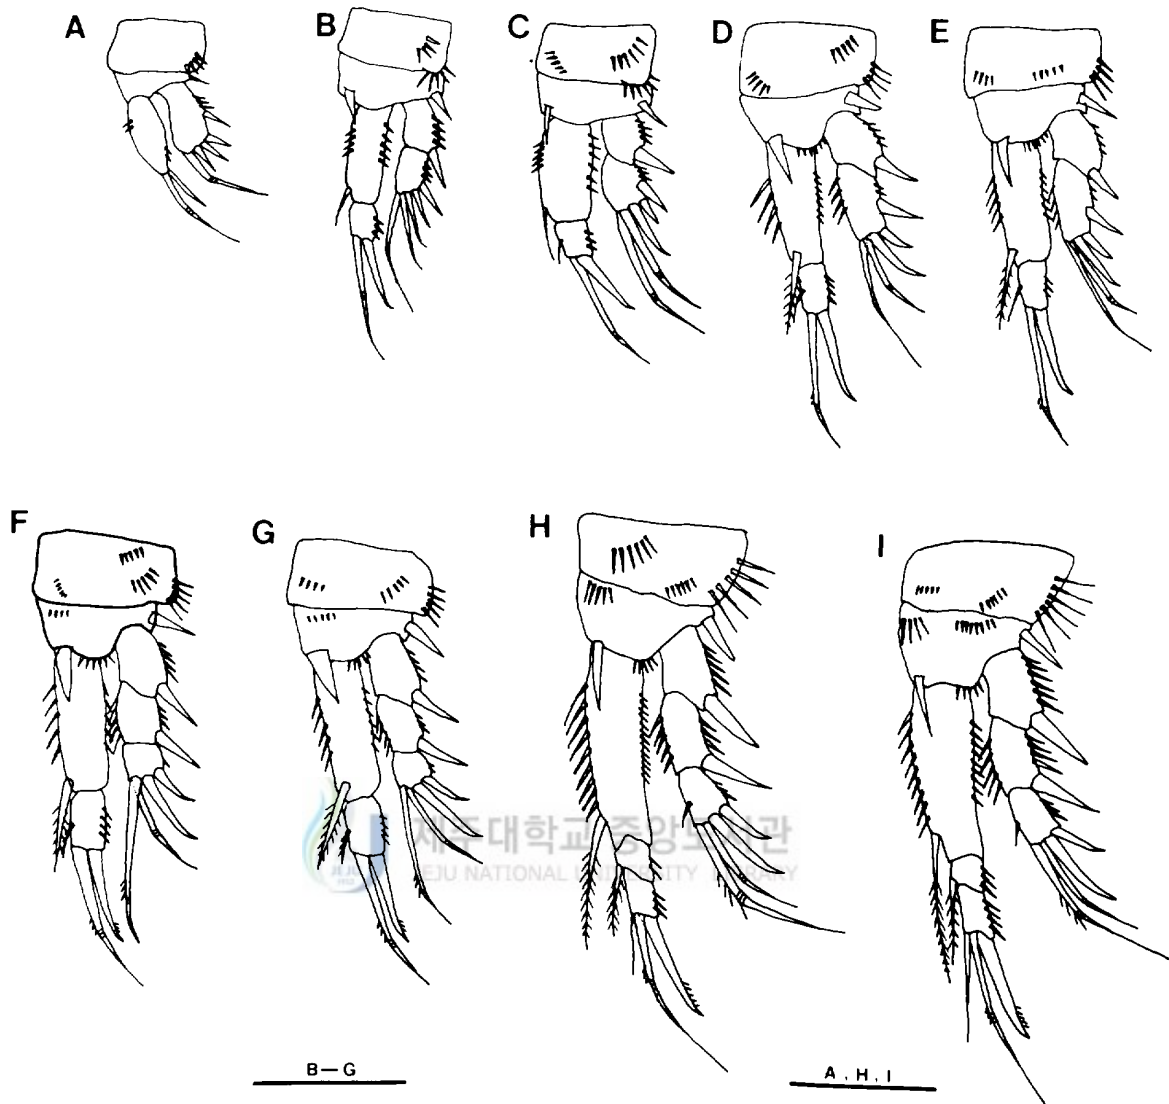 A B C D E
F G H I
제주대학교 중앙도서관
JEJU NATIONAL UNIVERSITY LIBRARY
B — G
A . H . I